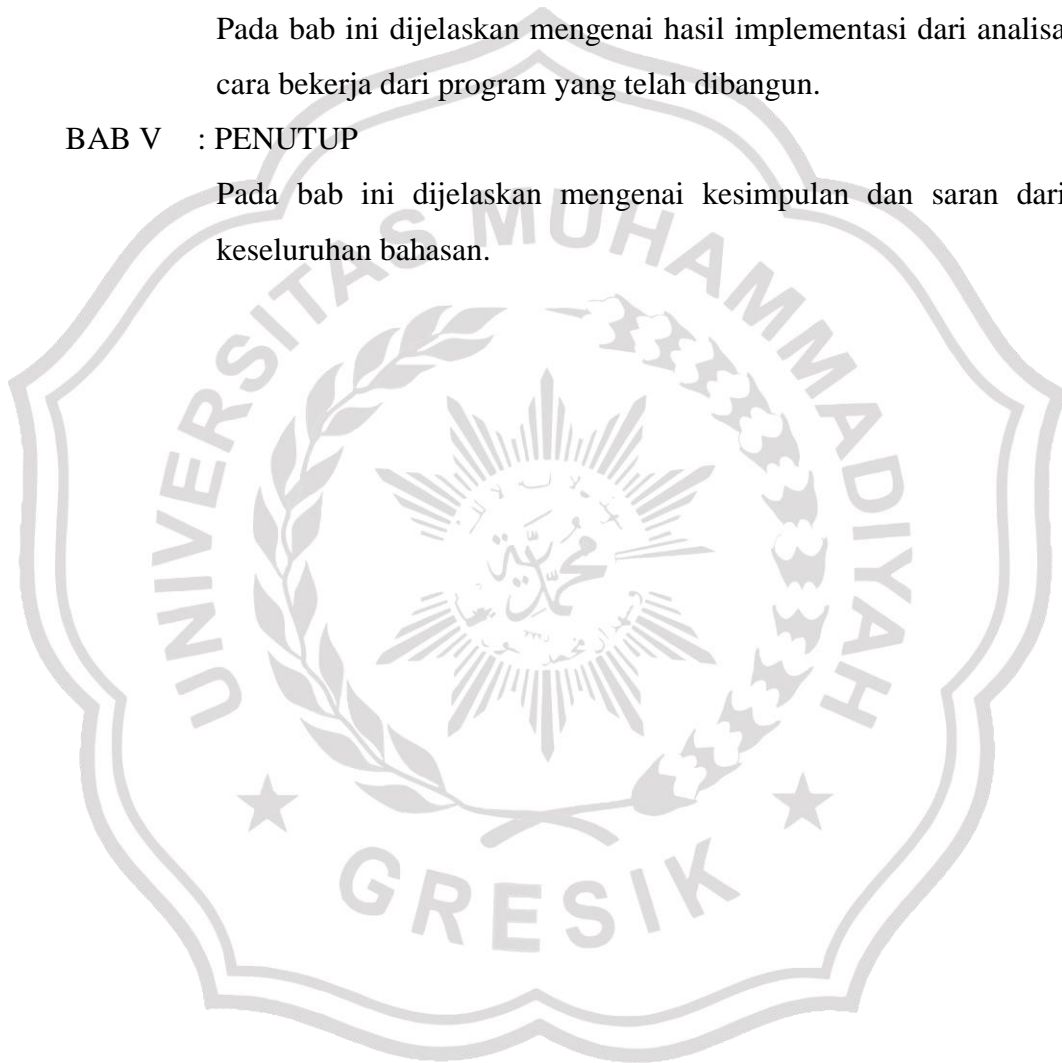 Pada bab ini dijelaskan mengenai hasil implementasi dari analisa
cara bekerja dari program yang telah dibangun.
BAB V : PENUTUP
Pada bab ini dijelaskan mengenai kesimpulan dan saran dari
keseluruhan bahasan.
UNIVERSITAS MUHAMMADIYAH
GRESIK
محمدية